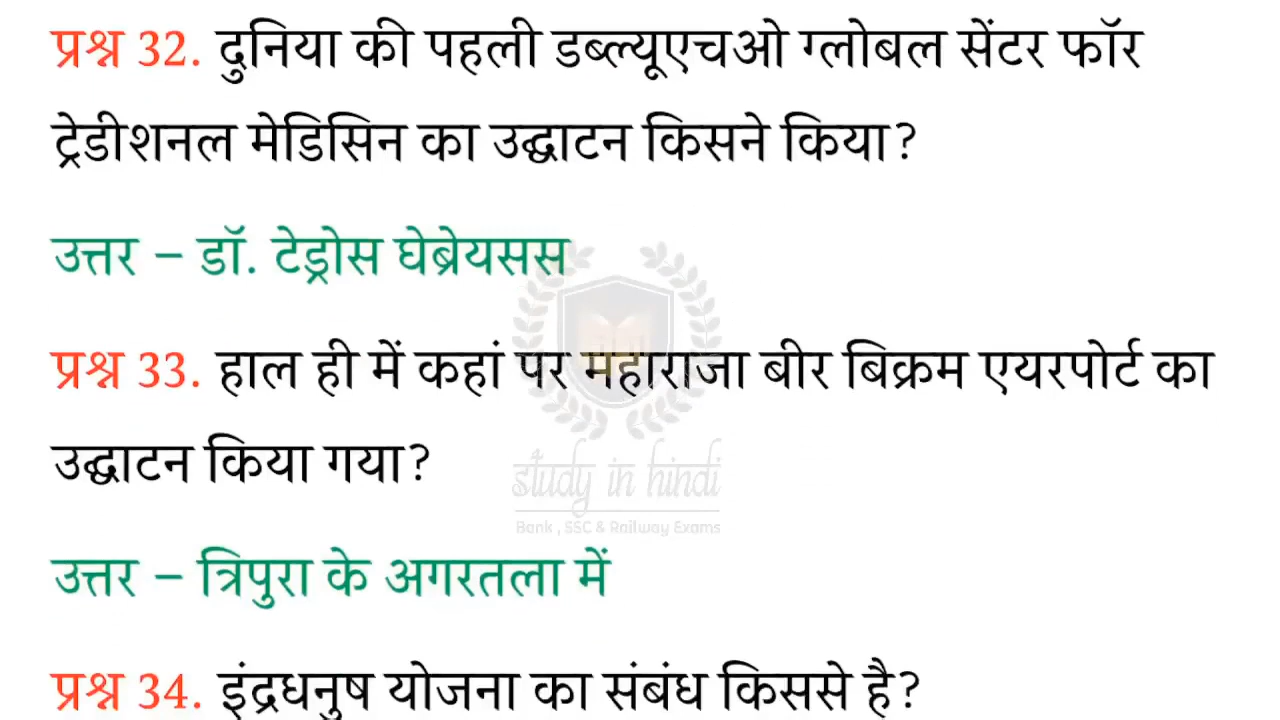 प्रश्न 32. दुनिया की पहली डब्ल्यूएचओ ग्लोबल सेंटर फॉर
ट्रेडीशनल मेडिसिन का उद्घाटन किसने किया?
उत्तर – डॉ. टेड्रोस घेब्रेयसस
प्रश्न 33. हाल ही में कहां पर महाराजा बीर बिक्रम एयरपोर्ट का
उद्घाटन किया गया?
study in hindi
Bank , SSC & Railway Exams
उत्तर – त्रिपुरा के अगरतला में
प्रश्न 34. इंद्रधनुष योजना का संबंध किससे है?